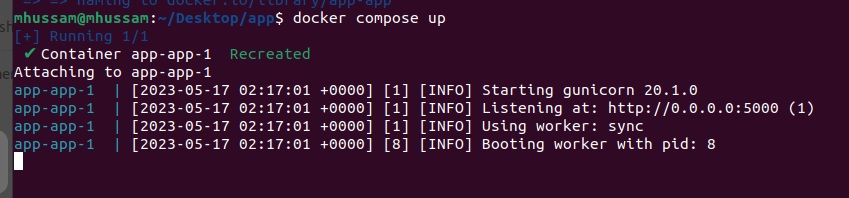 => => naming to docker.io/library/app-app
mhussam@mhussam:~/Desktop/app$ docker compose up
[+] Running 1/1
✔ Container app-app-1 Recreated
Attaching to app-app-1
app-app-1 | [2023-05-17 02:17:01 +0000] [1] [INFO] Starting gunicorn 20.1.0
app-app-1 | [2023-05-17 02:17:01 +0000] [1] [INFO] Listening at: http://0.0.0.0:5000 (1)
app-app-1 | [2023-05-17 02:17:01 +0000] [1] [INFO] Using worker: sync
app-app-1 | [2023-05-17 02:17:01 +0000] [8] [INFO] Booting worker with pid: 8